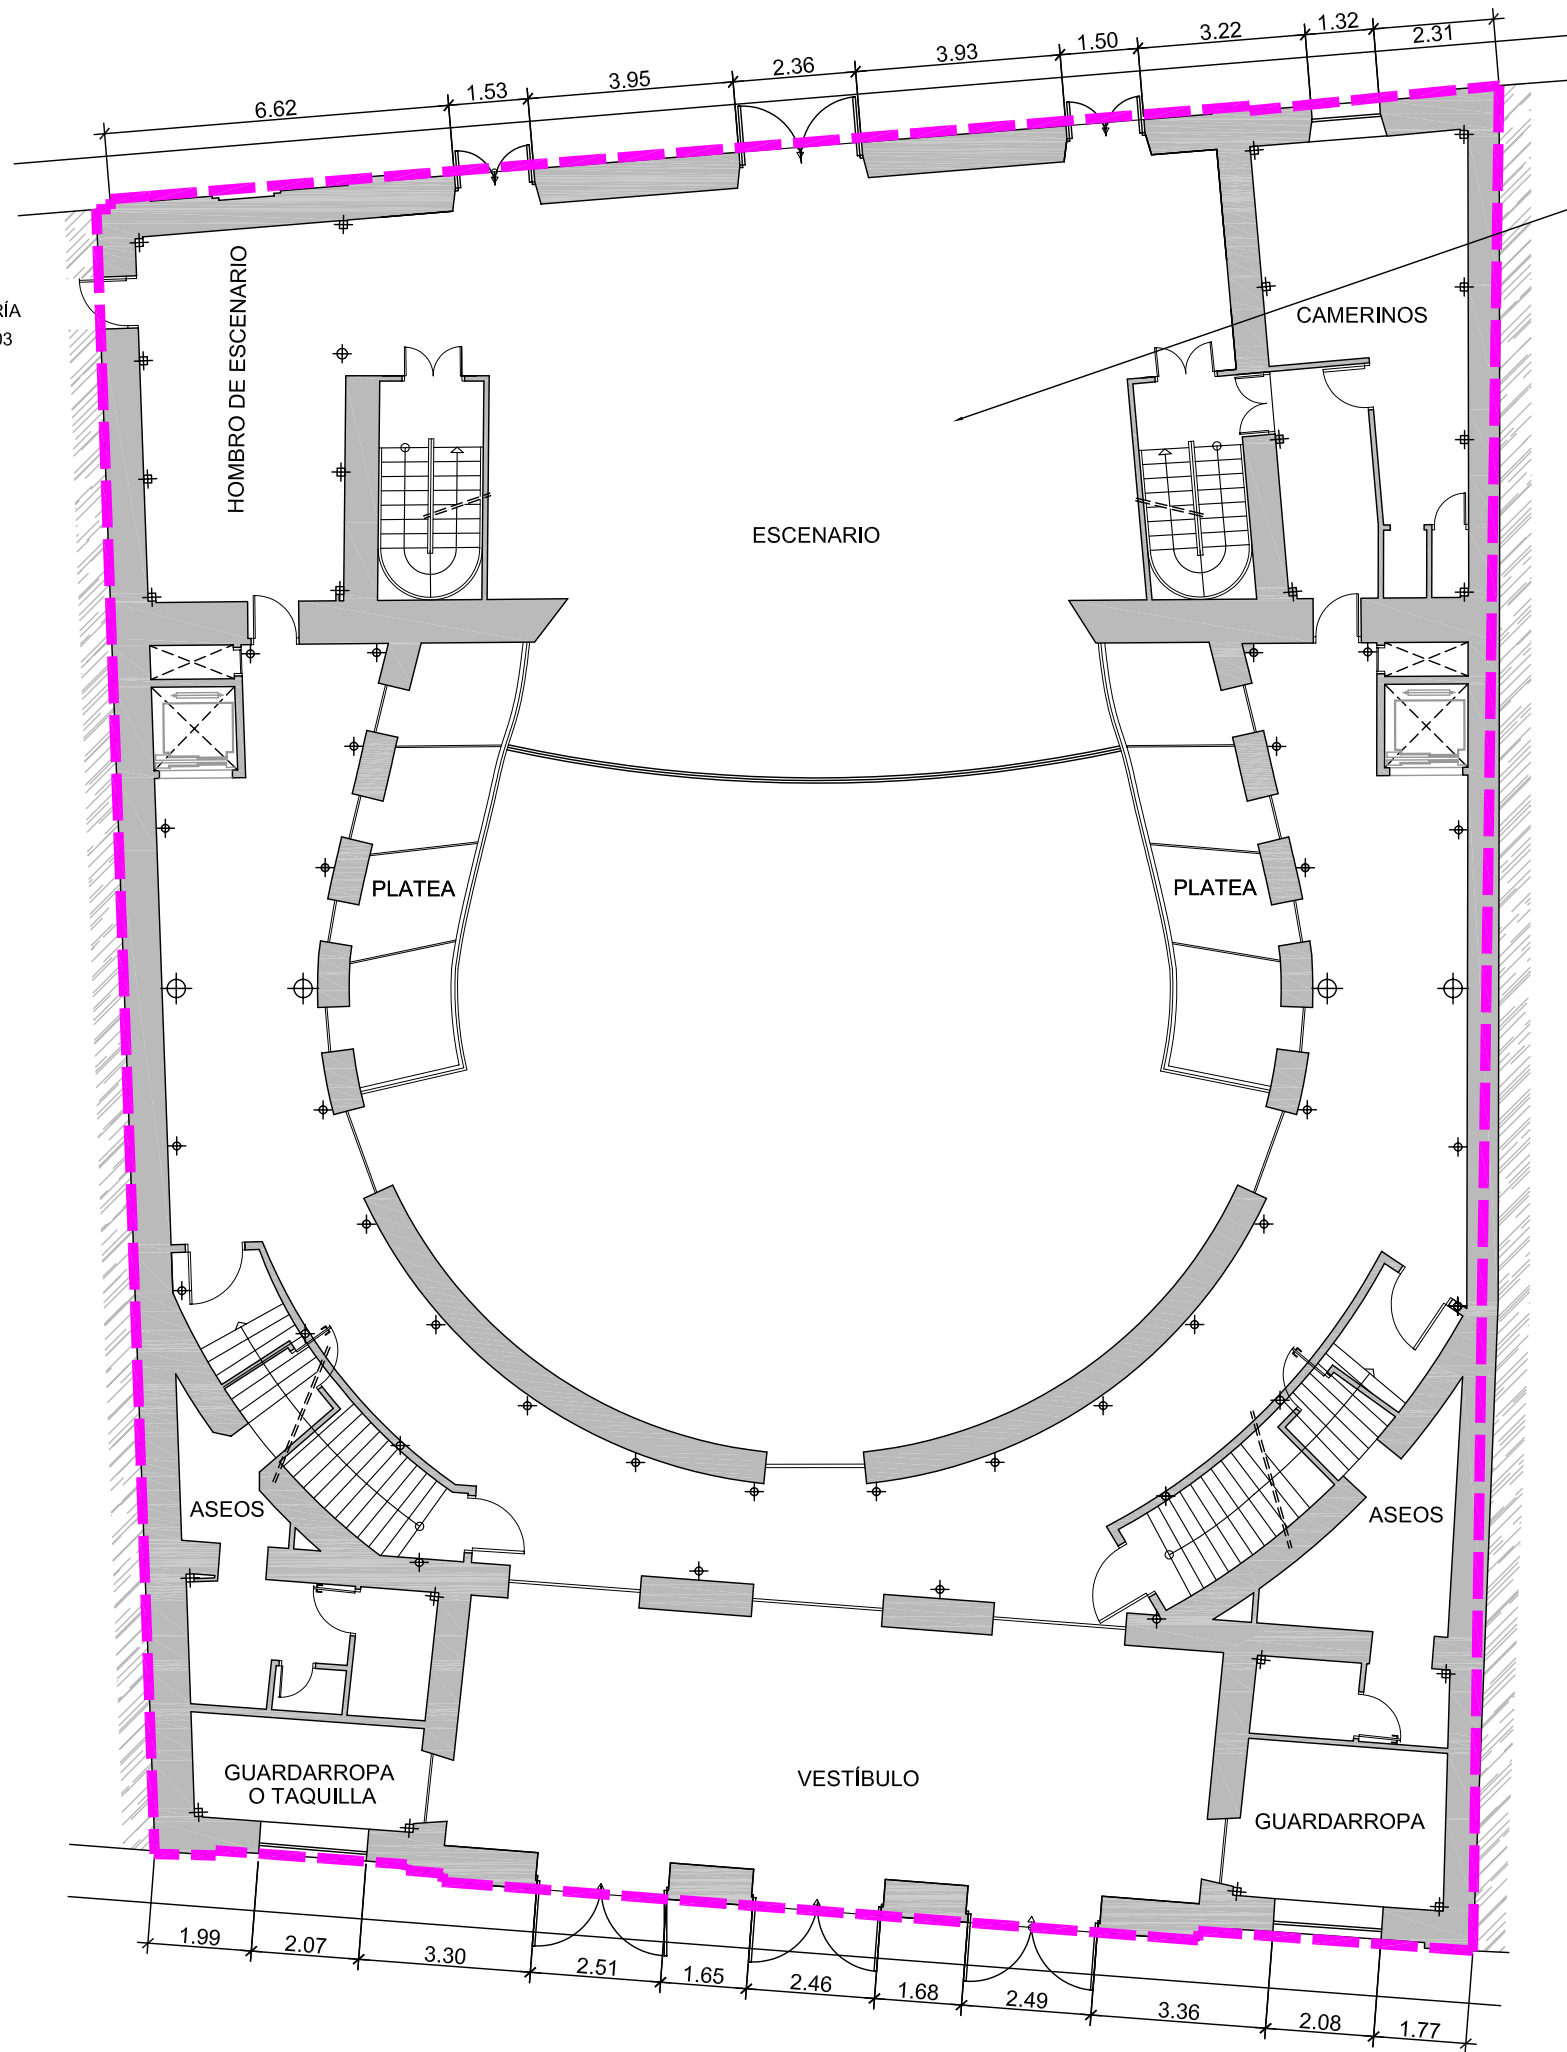 6.62
1.53
3.95
2.36
3.93
1.50
3.22
1.32
2.31
RÍA
03
HOMBRO DE ESCENARIO
CAMERINOS
ESCENARIO
PLATEA
PLATEA
ASEOS
ASEOS
GUARDARROPA
O TAQUILLA
VESTÍBULO
GUARDARROPA
1.99
2.07
3.30
2.51
1.65
2.46
1.68
2.49
3.36
2.08
1.77